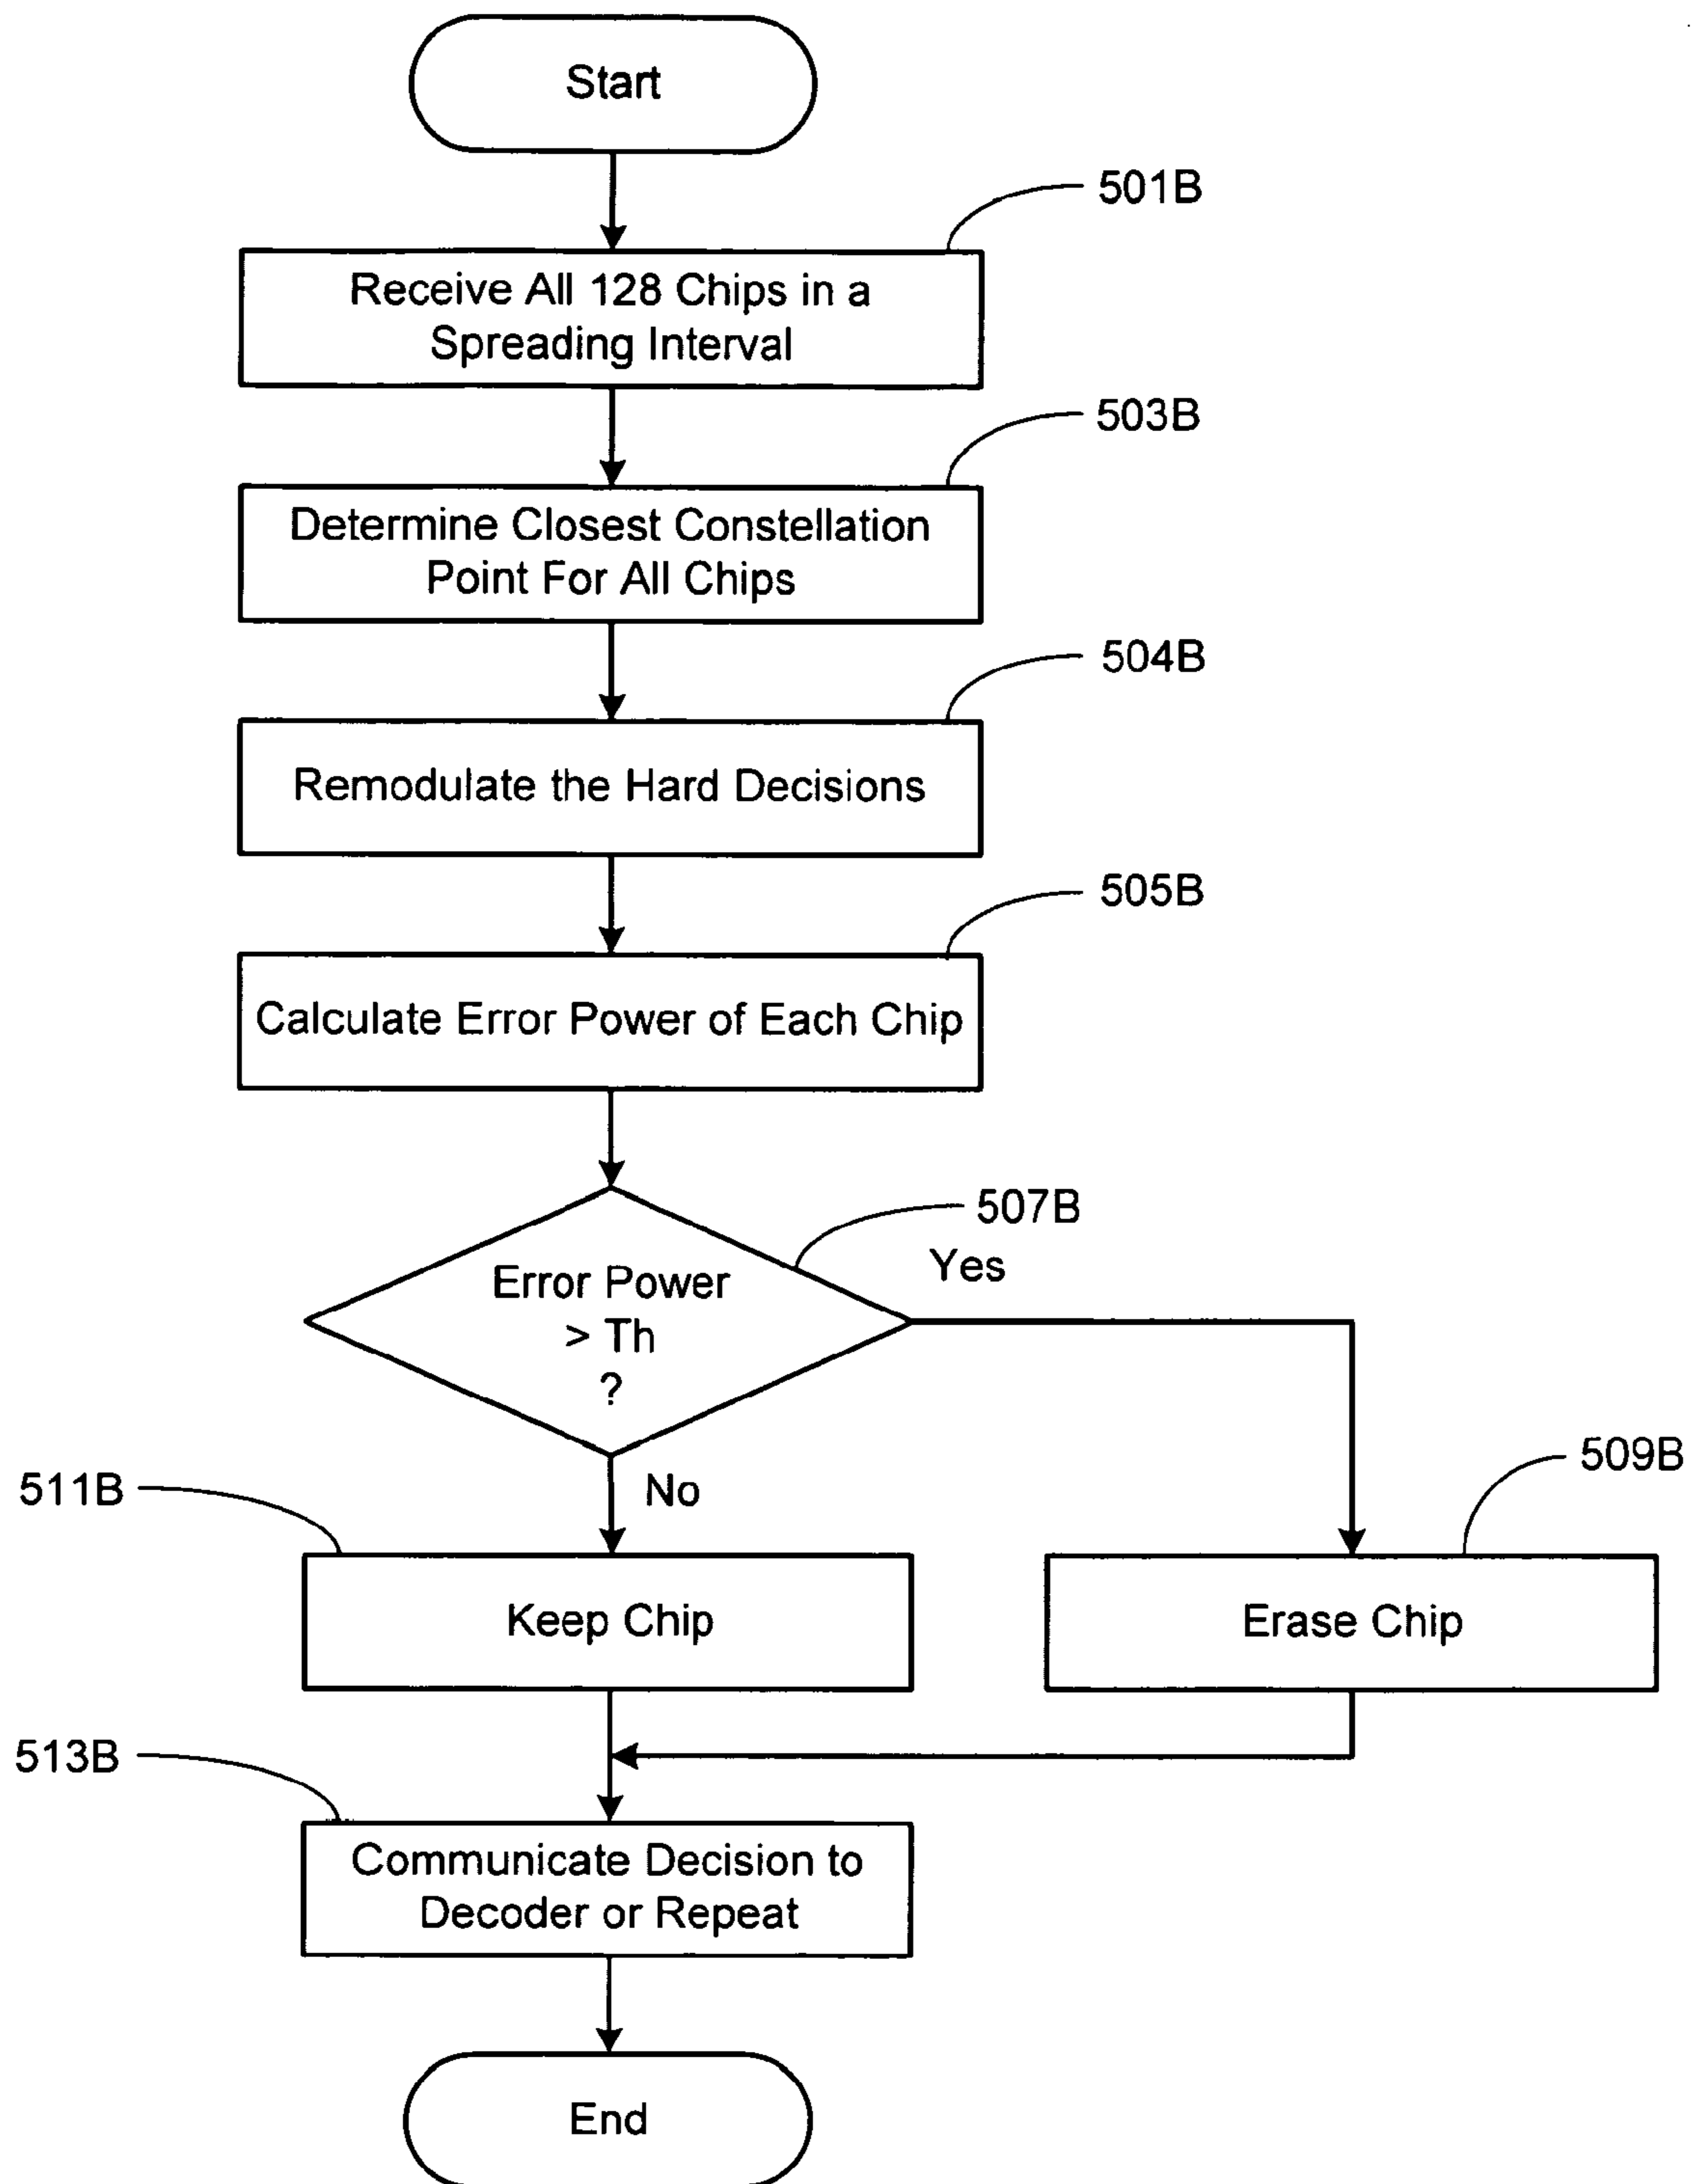 Start
501B
Receive All 128 Chips in a
Spreading Interval
503B
Determine Closest Constellation
Point For All Chips
504B
Remodulate the Hard Decisions
505B
Calculate Error Power of Each Chip
507B
Yes
Error Power
> Th
?
509B
511B
No
Keep Chip
Erase Chip
513B
Communicate Decision to
Decoder or Repeat
End